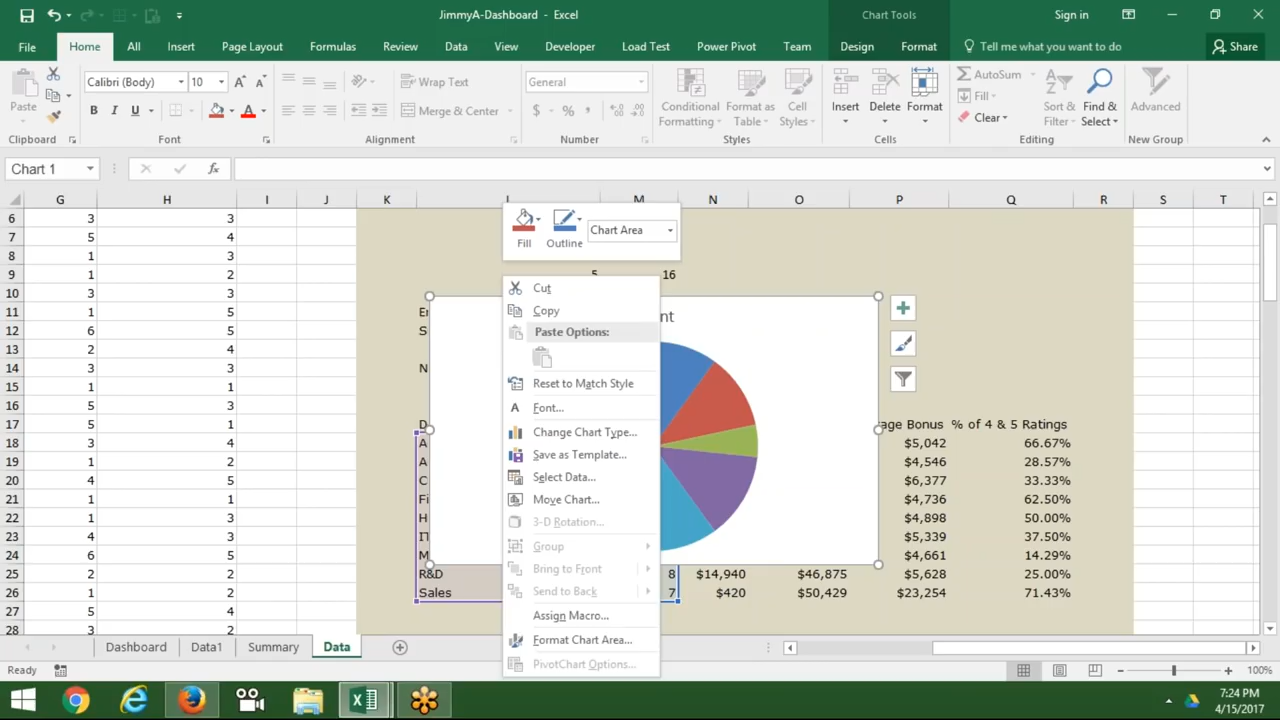 JimmyA-Dashboard - Excel
Chart Tools
Sign in
File Home All Insert Page Layout Formulas Review Data View Developer Load Test Power Pivot Team Design Format Tell me what you want to do Share
Calibri (Body) 10
Wrap Text General AutoSum
Paste Merge & Center Conditional Formatting Format as Table Cell Styles Insert Delete Format Fill Clear Sort & Filter Find & Select Advanced
B I U $ %
Clipboard Font Alignment Number Styles Cells Editing New Group
Chart 1 fx
G H I J K L M N O P Q R S T
6 3 3
7 5 4
8 1 3
9 1 2 5 16
10 3 3
11 1 5
12 6 5 S
13 2 4
14 3 3 N
15 1 1
16 5 3
17 5 1 D age Bonus % of 4 & 5 Ratings
18 3 4 A $5,042 66.67%
19 1 2 A $4,546 28.57%
20 4 5 C $6,377 33.33%
21 1 1 Fi $4,736 62.50%
22 1 3 H $4,898 50.00%
23 4 3 IT $5,339 37.50%
24 6 5 M $4,661 14.29%
25 2 2 R&D 8 $14,940 $46,875 $5,628 25.00%
26 1 2 Sales 7 $420 $50,429 $23,254 71.43%
27 5 4
28 3 2
Fill Outline Chart Area
nt
Cut
Copy
Paste Options:
Reset to Match Style
Font...
Change Chart Type...
Save as Template...
Select Data...
Move Chart...
3-D Rotation...
Group
Bring to Front
Send to Back
Assign Macro...
Format Chart Area...
PivotChart Options...
Dashboard Data1 Summary Data
Ready 100%
7:24 PM
4/15/2017